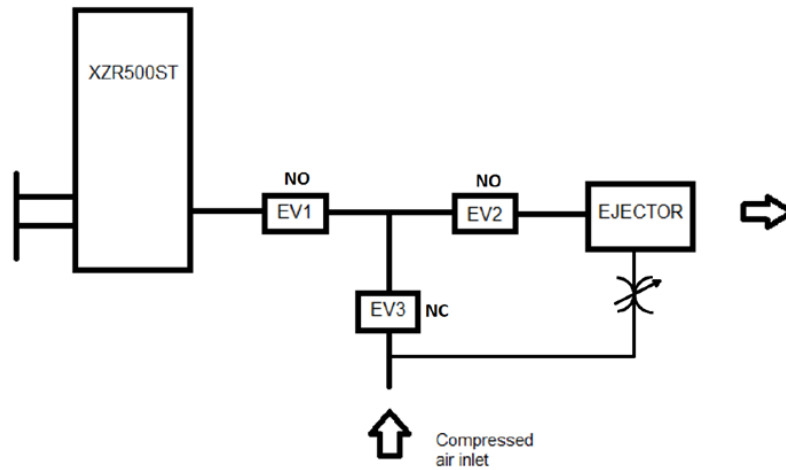 XZR500ST
NO
NO
EV1
EV2
EJECTOR
EV3
NC
Compressed
air inlet